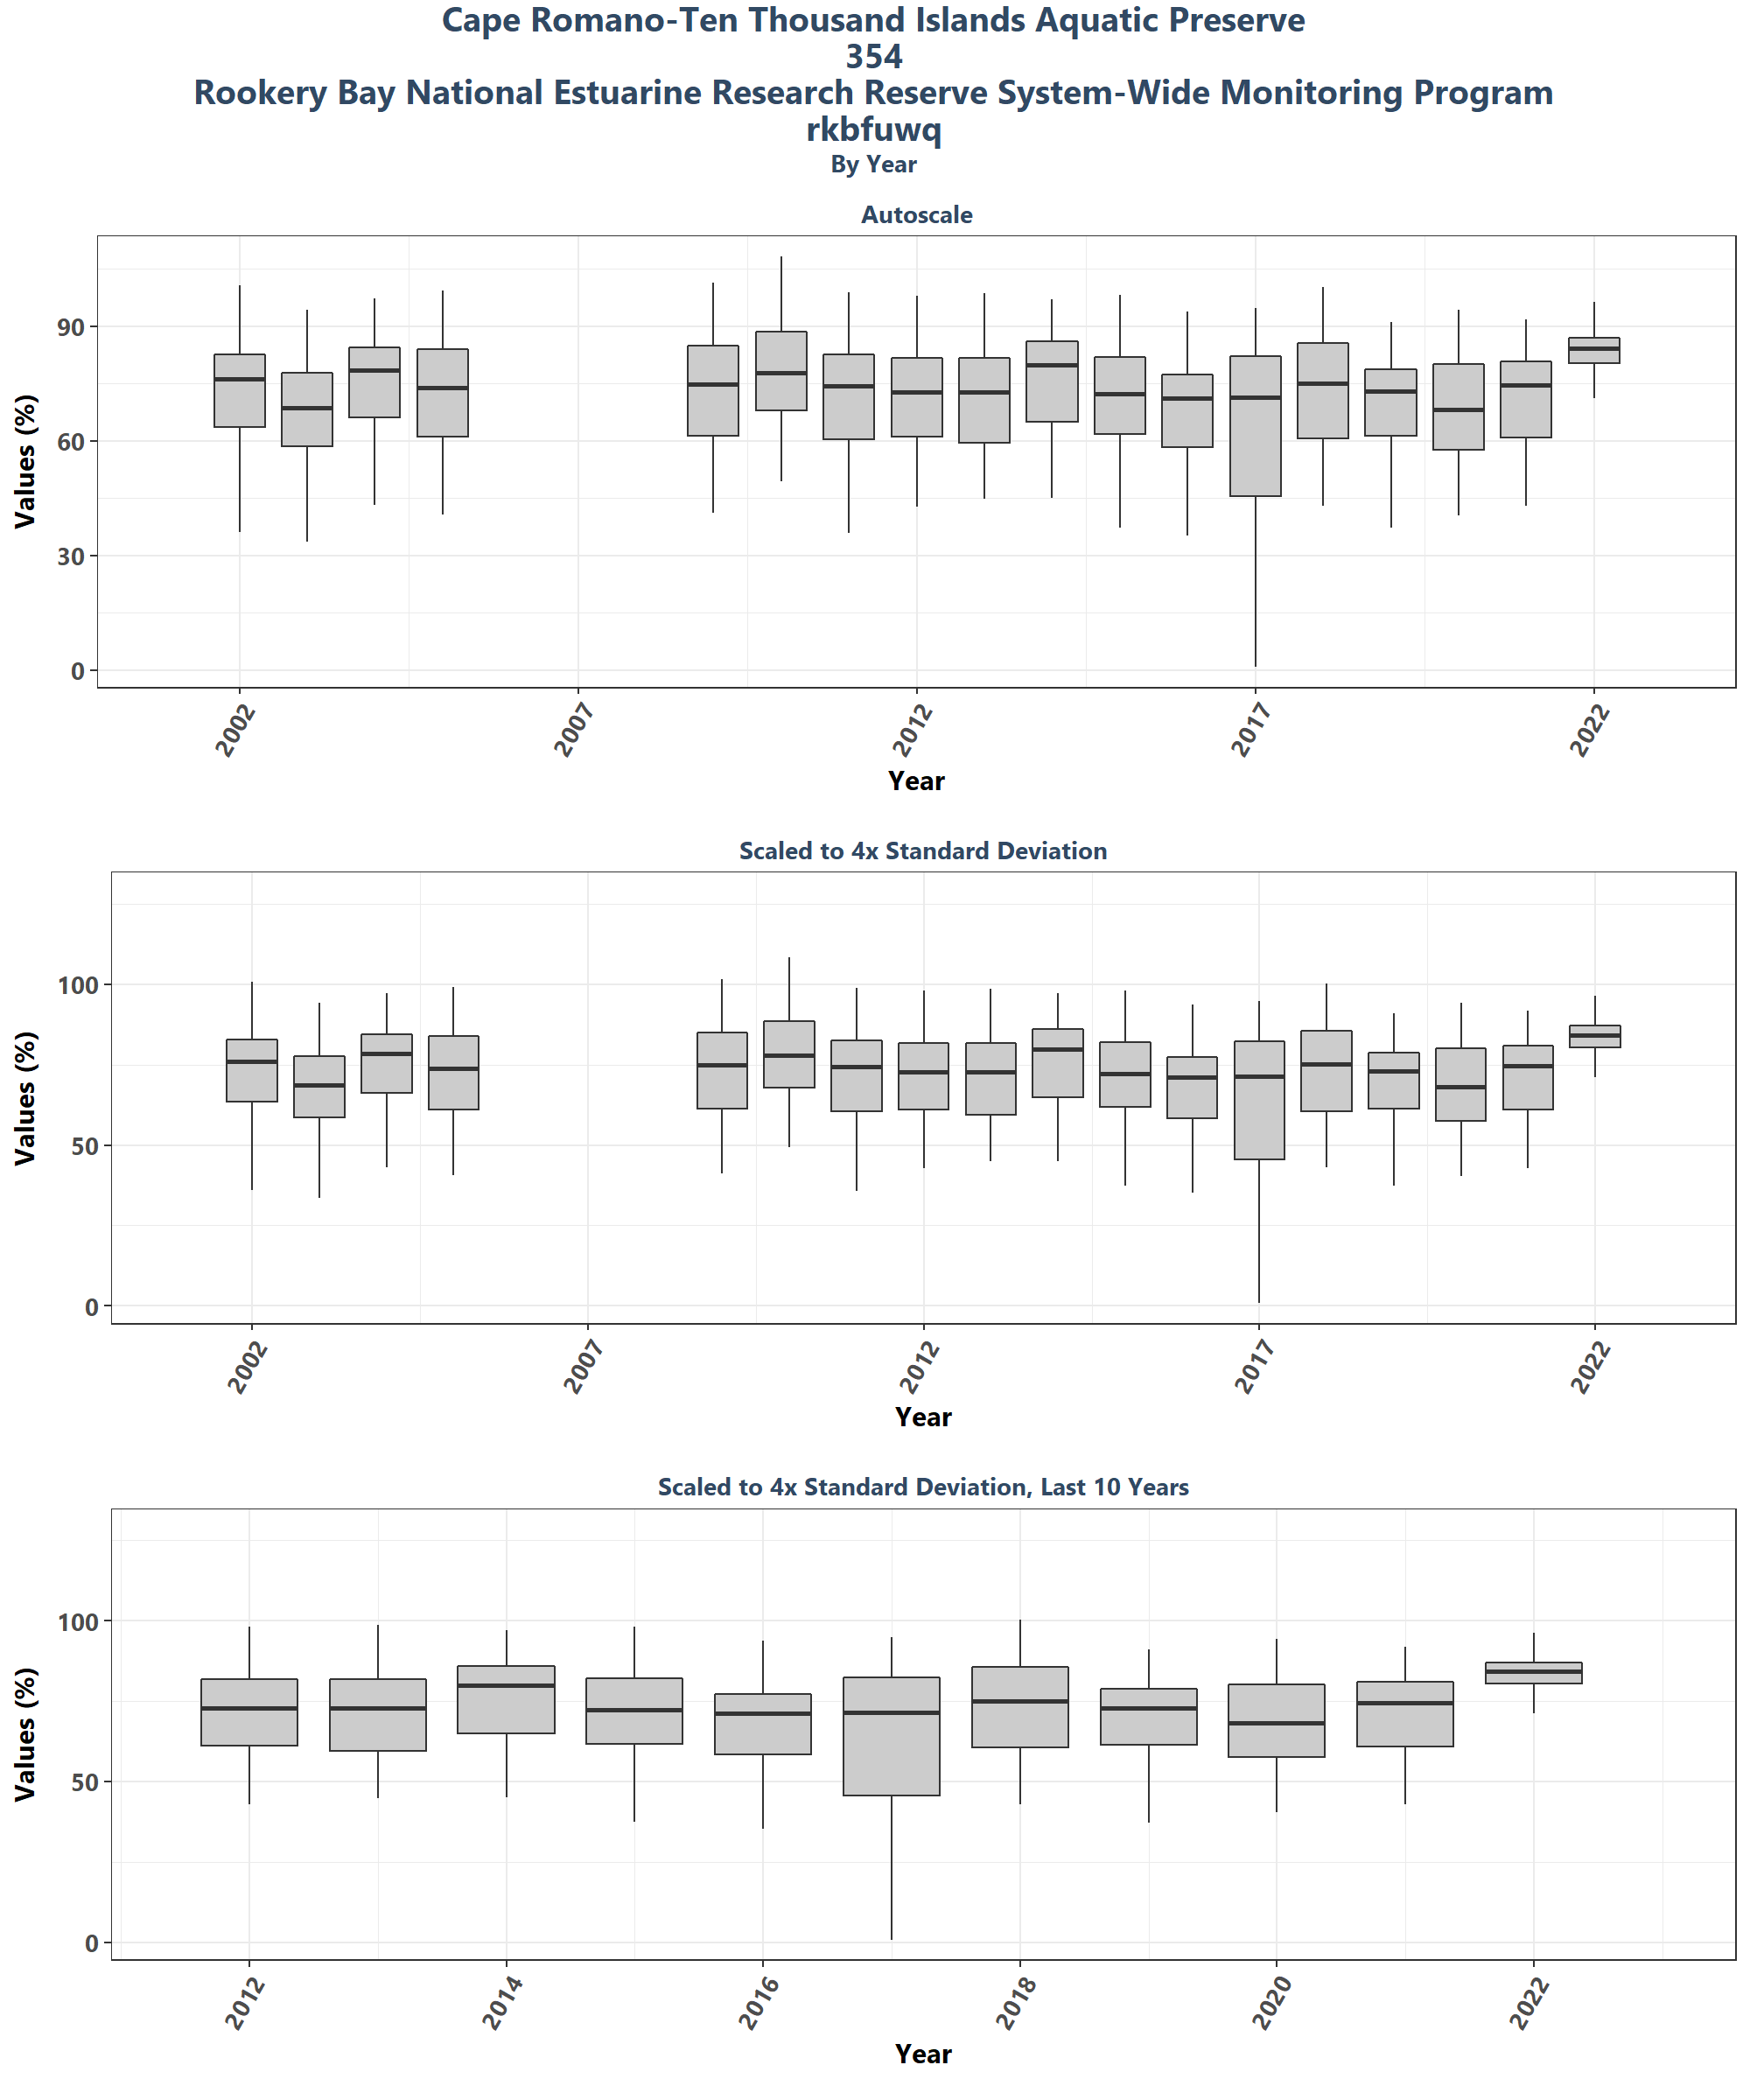 Cape Romano-Ten Thousand Islands Aquatic Preserve
354
Rookery Bay National Estuarine Research Reserve System-Wide Monitoring Program
rkbfuwq
By Year
Autoscale
Values (%)
90
60
30
0
2002
2007
2012
2017
2022
Year
Scaled to 4x Standard Deviation
Values (%)
100
50
0
2002
2007
2012
2017
2022
Year
Scaled to 4x Standard Deviation, Last 10 Years
Values (%)
100
50
0
2012
2014
2016
2018
2020
2022
Year